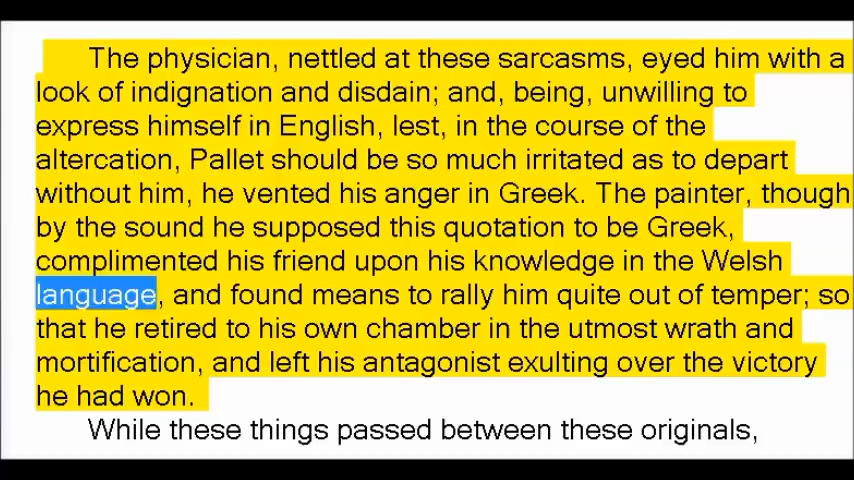 The physician, nettled at these sarcasms, eyed him with a
look of indignation and disdain; and, being, unwilling to
express himself in English, lest, in the course of the
altercation, Pallet should be so much irritated as to depart
without him, he vented his anger in Greek. The painter, though
by the sound he supposed this quotation to be Greek,
complimented his friend upon his knowledge in the Welsh
language, and found means to rally him quite out of temper; so
that he retired to his own chamber in the utmost wrath and
mortification, and left his antagonist exulting over the victory
he had won.
While these things passed between these originals,